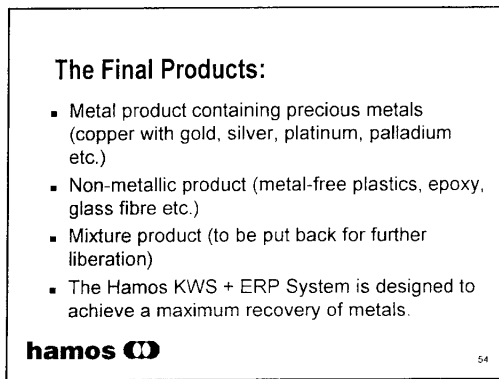 The Final Products:
▪ Metal product containing precious metals
(copper with gold, silver, platinum, palladium
etc.)
▪ Non-metallic product (metal-free plastics, epoxy,
glass fibre etc.)
▪ Mixture product (to be put back for further
liberation)
▪ The Hamos KWS + ERP System is designed to
achieve a maximum recovery of metals.
hamos
54